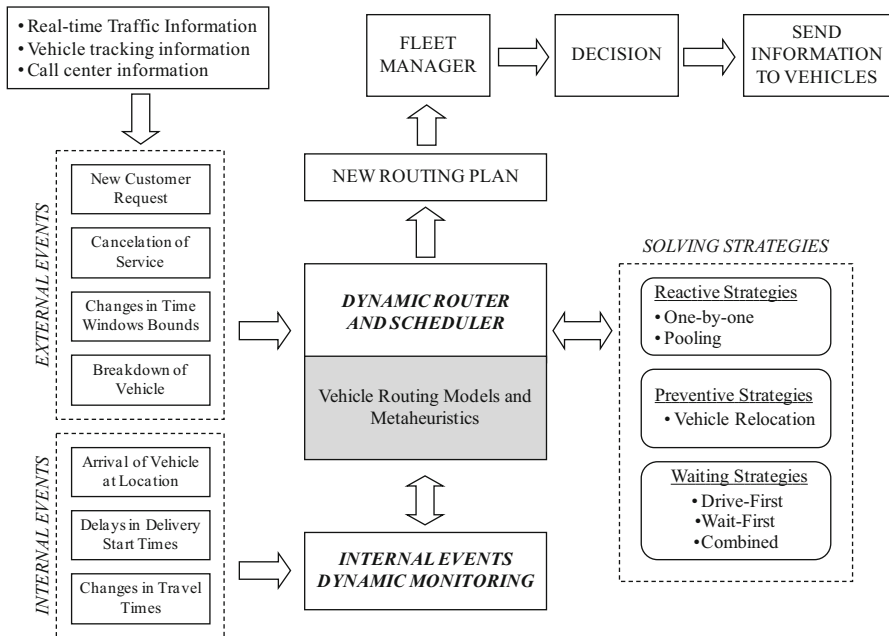 • Real-time Traffic Information
• Vehicle tracking information
• Call center information
FLEET
MANAGER
DECISION
SEND
INFORMATION
TO VEHICLES
NEW ROUTING PLAN
EXTERNAL EVENTS
New Customer
Request
Cancelation of
Service
Changes in Time
Windows Bounds
Breakdown of
Vehicle
DYNAMIC ROUTER
AND SCHEDULER
Vehicle Routing Models and
Metaheuristics
SOLVING STRATEGIES
Reactive Strategies
• One-by-one
• Pooling
Preventive Strategies
• Vehicle Relocation
Waiting Strategies
• Drive-First
• Wait-First
• Combined
INTERNAL EVENTS
Arrival of Vehicle
at Location
Delays in Delivery
Start Times
Changes in Travel
Times
INTERNAL EVENTS
DYNAMIC MONITORING